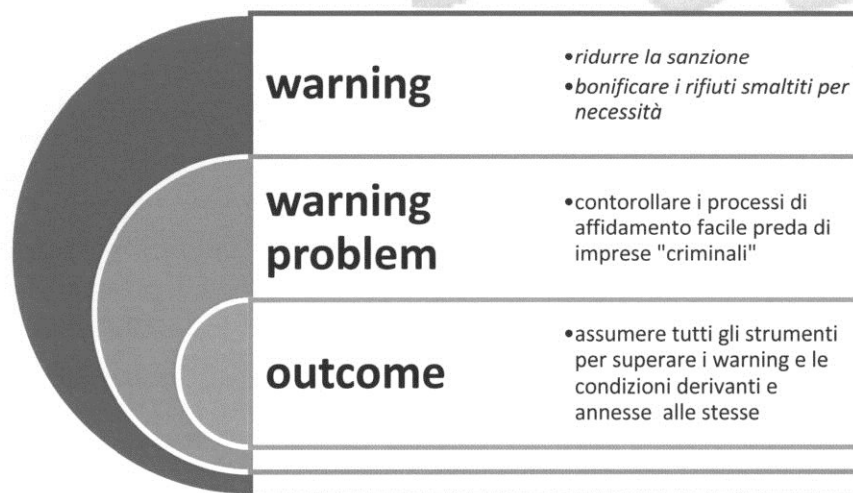 warning
•ridurre la sanzione
•bonificare i rifiuti smaltiti per
necessità
warning
problem
•contorollare i processi di
affidamento facile preda di
imprese "criminali"
outcome
•assumere tutti gli strumenti
per superare i warning e le
condizioni derivanti e
annesse alle stesse